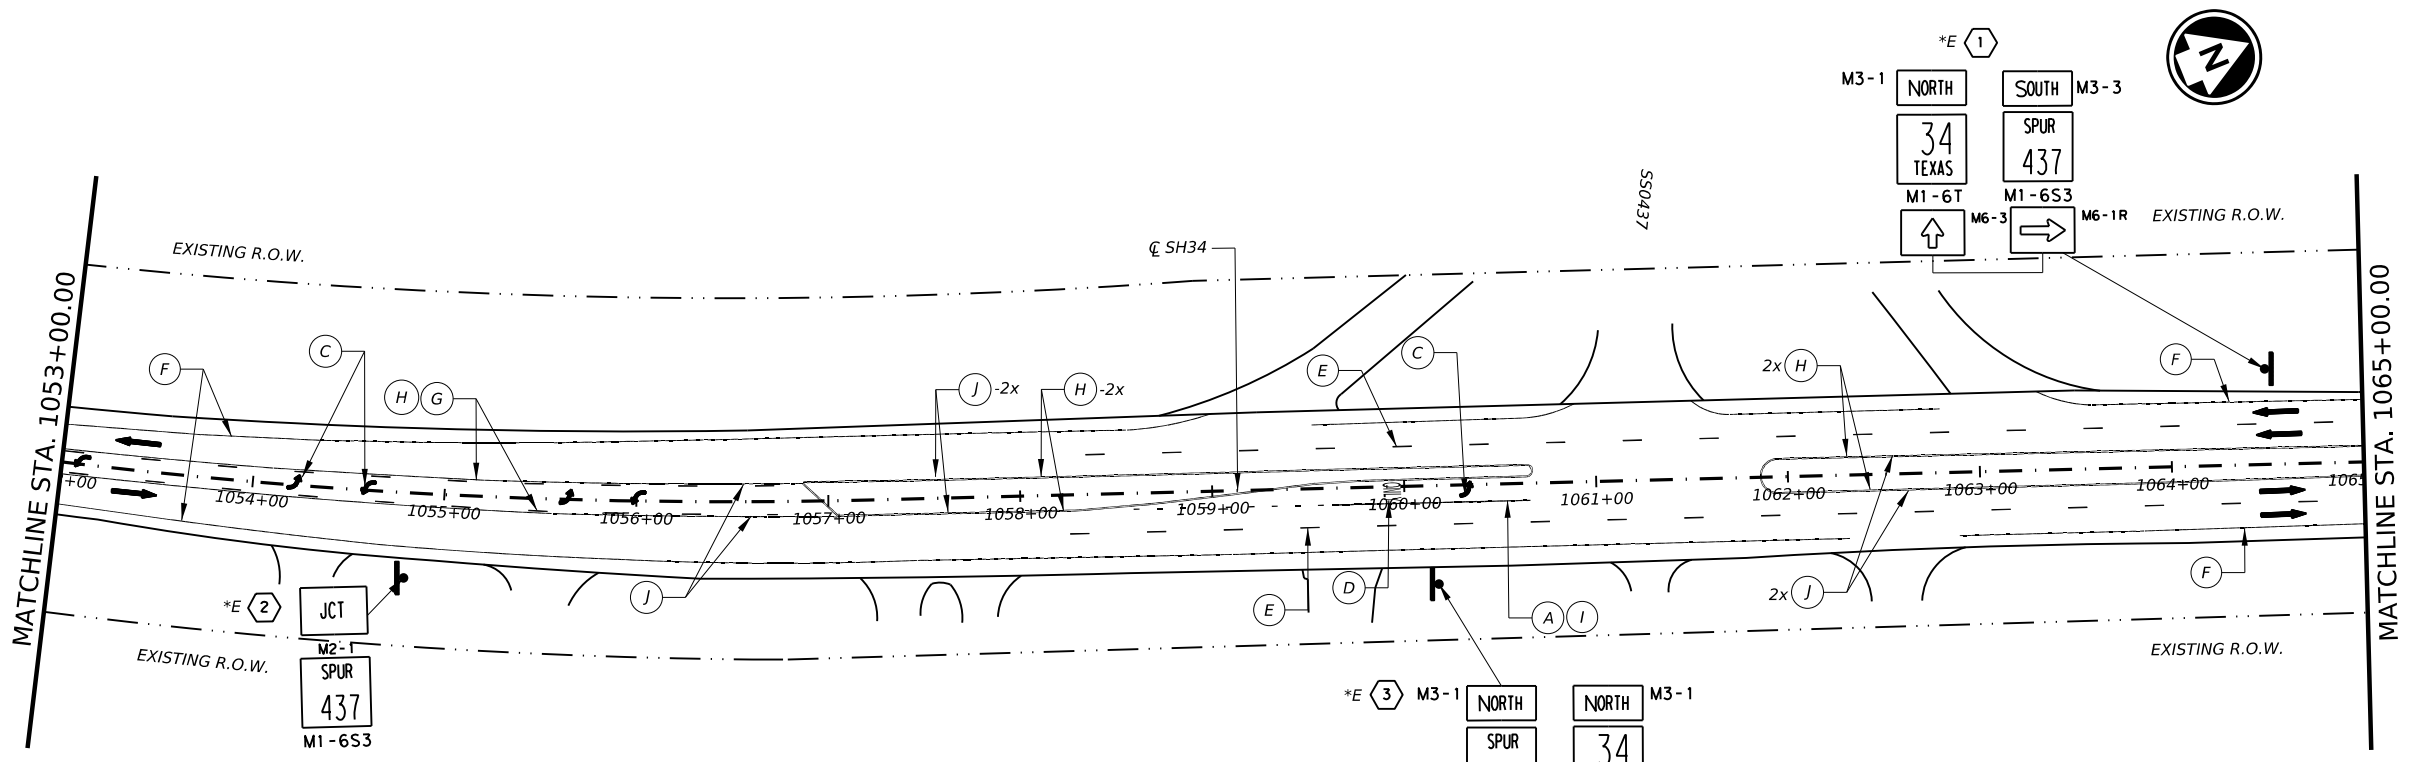 *E 1
N
M3-1 NORTH SOUTH M3-3
34 TEXAS
SPUR 437
M1-6T M1-6S3
M6-3 M6-1R
EXISTING R.O.W.
SS0437
EXISTING R.O.W.
℄ SH34
MATCHLINE STA. 1053+00.00
MATCHLINE STA. 1065+00.00
F
C
H G
J -2x
H -2x
E
C
2x H
F
+00
1054+00
1055+00
1056+00
1057+00
1058+00
1059+00
1060+00
1061+00
1062+00
1063+00
1064+00
1065
*E 2
JCT
M2-1
SPUR
437
M1-6S3
EXISTING R.O.W.
J
E
D
A I
2x J
F
EXISTING R.O.W.
*E 3 M3-1 NORTH NORTH M3-1
SPUR 34